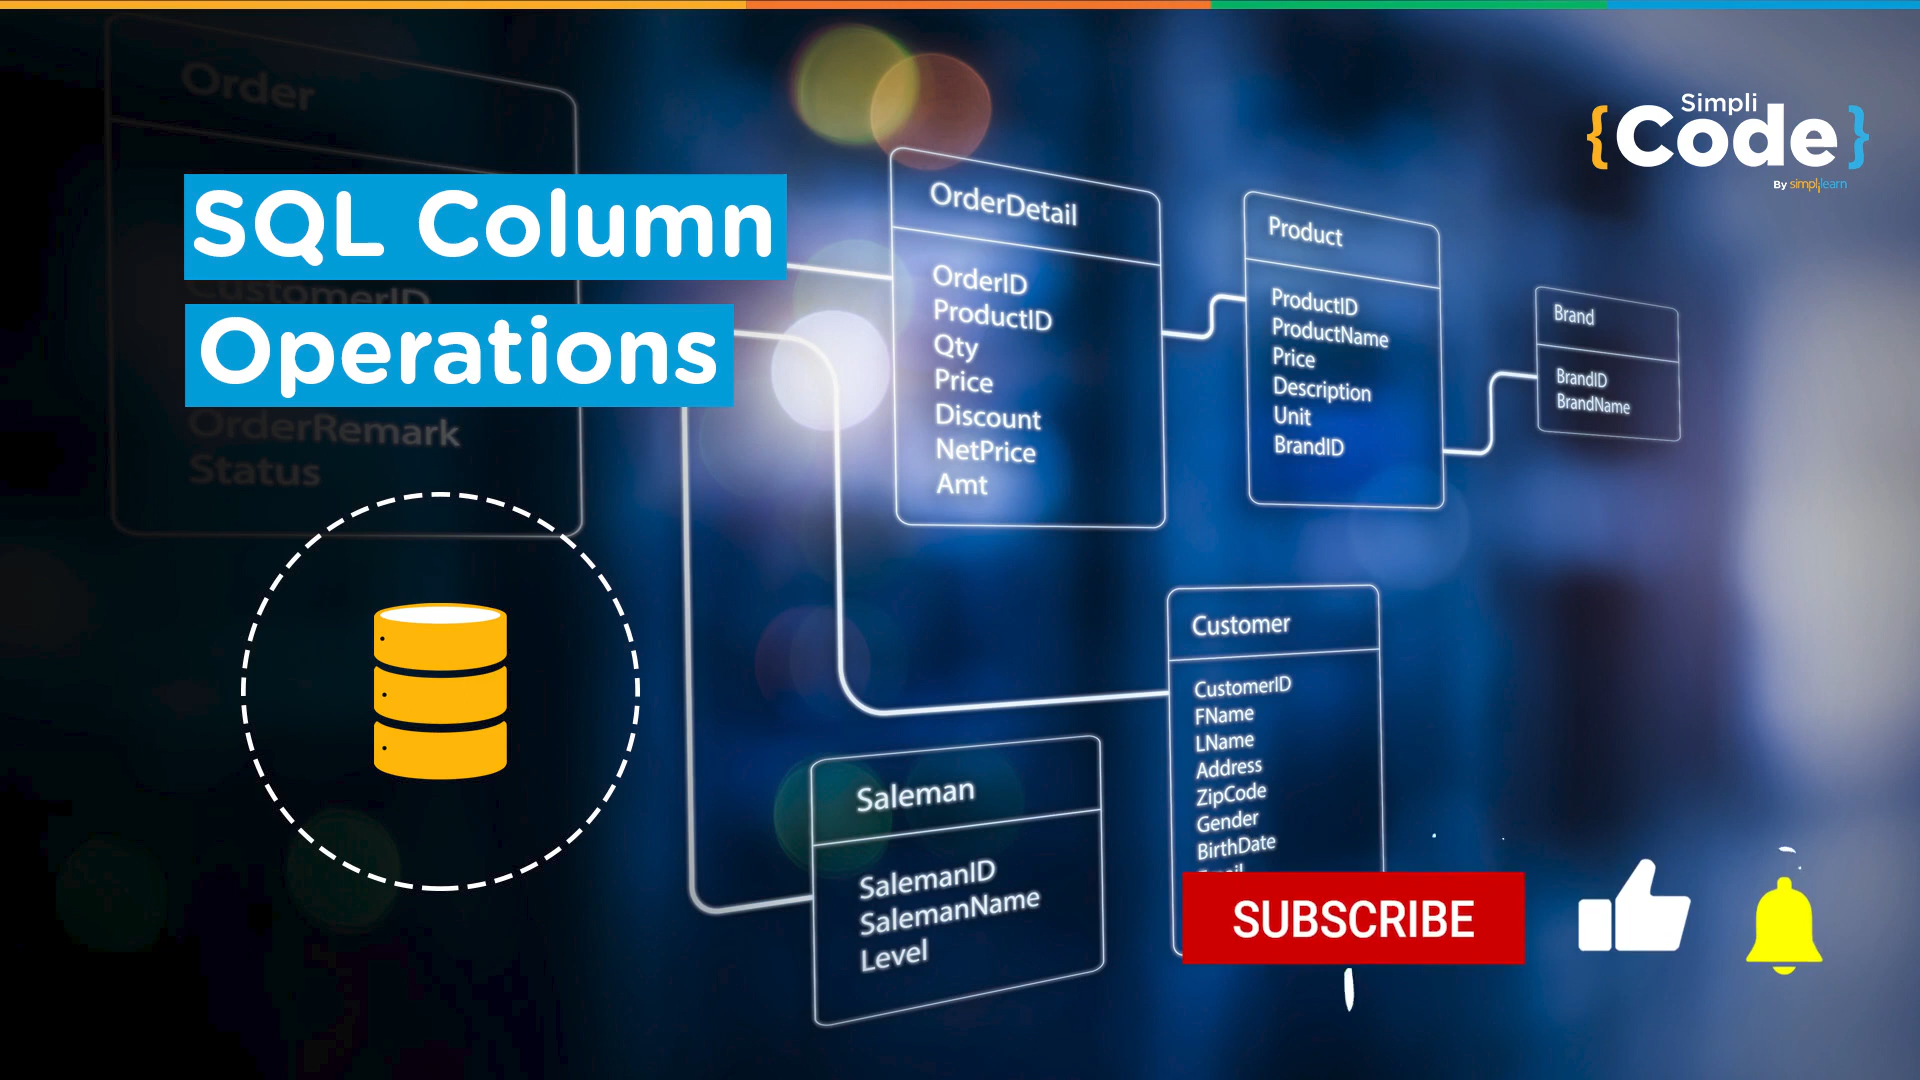 Order
SQL Column
CustomerID
Operations
OrderRemark
Status
OrderDetail
OrderID
ProductID
Qty
Price
Discount
NetPrice
Amt
Product
ProductID
ProductName
Price
Description
Unit
BrandID
Brand
BrandID
BrandName
Simpli
{Code}
By simplilearn
Customer
CustomerID
FName
LName
Address
ZipCode
Gender
BirthDate
Saleman
SalemanID
SalemanName
Level
SUBSCRIBE